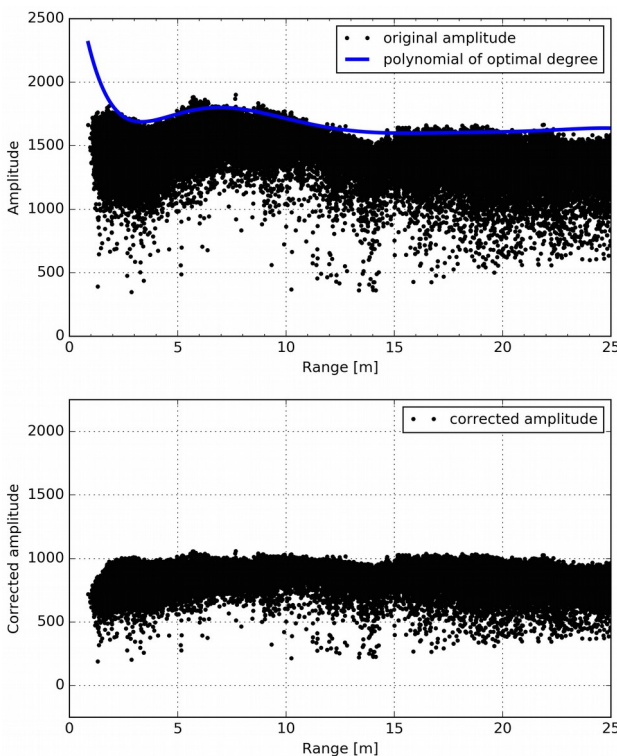 2500
2000
1500
1000
500
0
Amplitude
original amplitude
polynomial of optimal degree
0 5 10 15 20 25
Range [m]
2000
1500
1000
500
0
Corrected amplitude
corrected amplitude
0 5 10 15 20 25
Range [m]